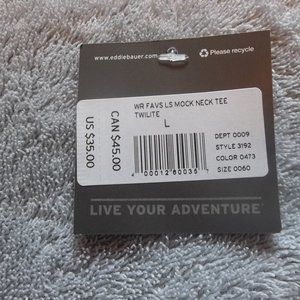 www.eddiebauer.com
Please recycle
WR FAVS LS MOCK NECK TEE
TWILITE
L
CAN $45.00
US $35.00
DEPT 0009
STYLE 3192
COLOR 0473
SIZE 0060
LIVE YOUR ADVENTURE